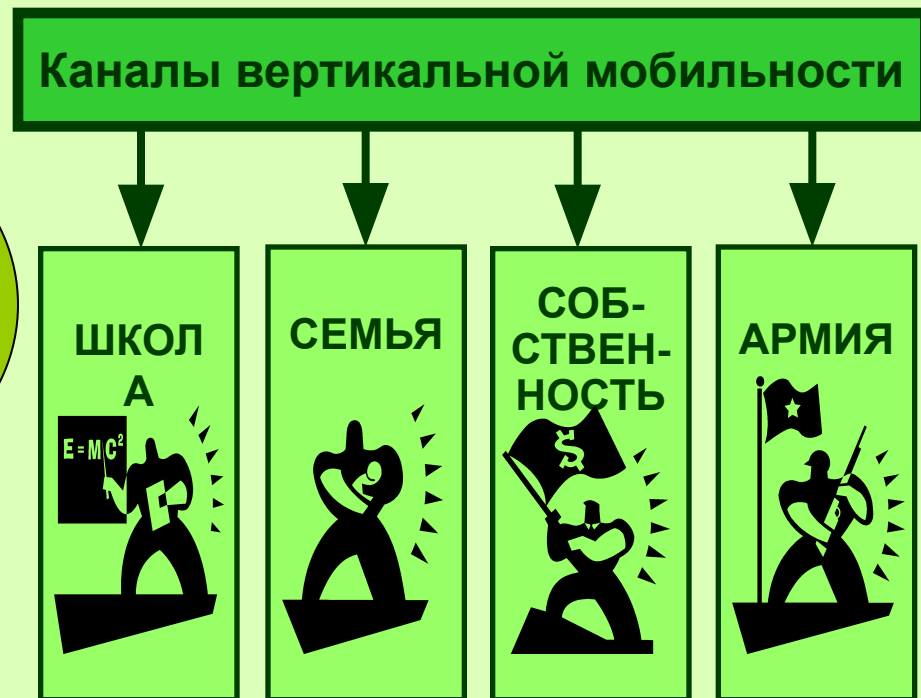 Каналы вертикальной мобильности
ШКОЛ
А
СЕМЬЯ
СОБ-
СТВЕН-
НОСТЬ
АРМИЯ
E=MC²
$